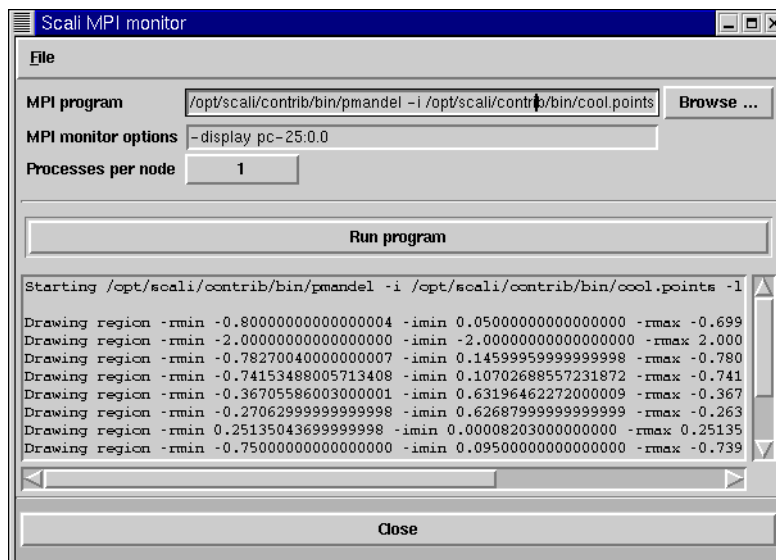 Scali MPI monitor
File
MPI program /opt/scali/contrib/bin/pmandel -i /opt/scali/contrib/bin/cool.points Browse ...
MPI monitor options -display pc-25:0.0
Processes per node 1
Run program
Starting /opt/scali/contrib/bin/pmandel -i /opt/scali/contrib/bin/cool.points -l
Drawing region -rmin -0.80000000000000004 -imin 0.05000000000000000 -rmax -0.699
Drawing region -rmin -2.00000000000000000 -imin -2.00000000000000000 -rmax 2.000
Drawing region -rmin -0.78270040000000007 -imin 0.14599959999999998 -rmax -0.780
Drawing region -rmin -0.74153488005713408 -imin 0.10702688557231872 -rmax -0.741
Drawing region -rmin -0.36705586003000001 -imin 0.63196462272000009 -rmax -0.367
Drawing region -rmin -0.27062999999999998 -imin 0.62687999999999999 -rmax -0.263
Drawing region -rmin 0.25135043699999998 -imin 0.00008203000000000 -rmax 0.25135
Drawing region -rmin -0.75000000000000000 -imin 0.09500000000000000 -rmax -0.739
Close